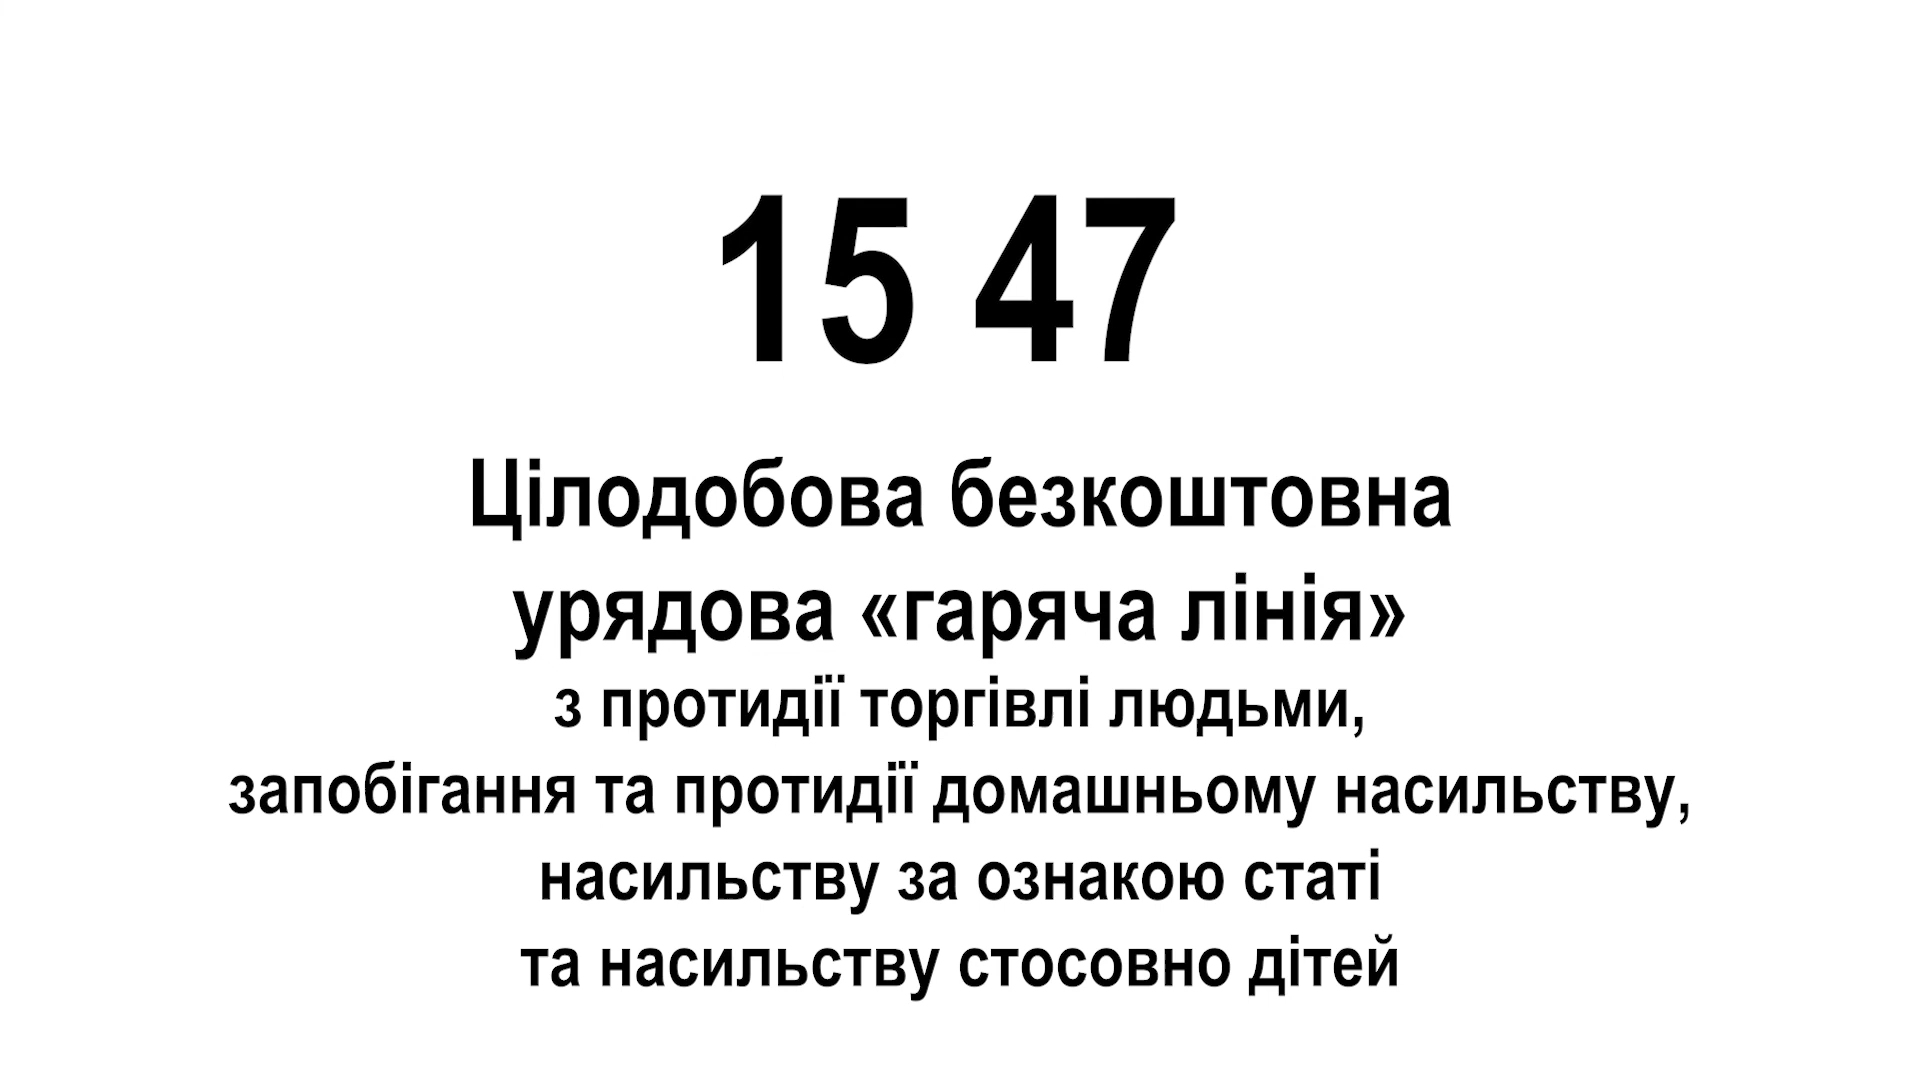 15 47
Цілодобова безкоштовна
урядова «гаряча лінія»
з протидії торгівлі людьми,
запобігання та протидії домашньому насильству,
насильству за ознакою статі
та насильству стосовно дітей